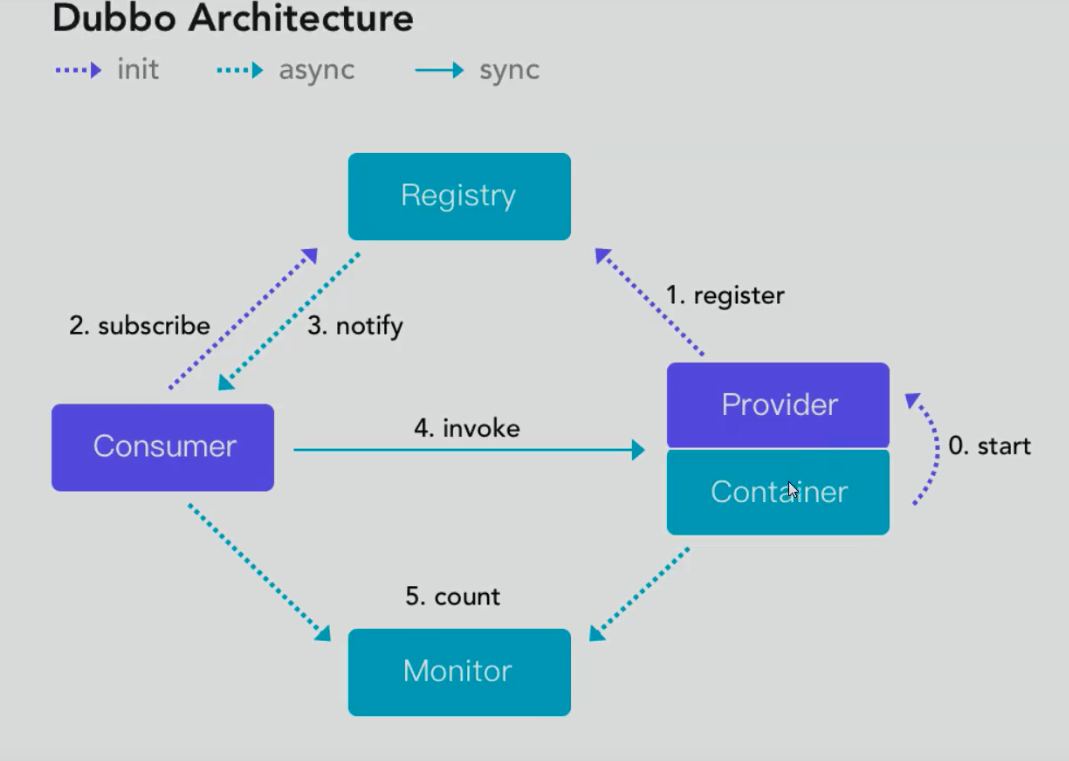 Dubbo Architecture
init async sync
Registry
1. register
2. subscribe 3. notify
Provider
4. invoke
Consumer 0. start
Container
5. count
Monitor